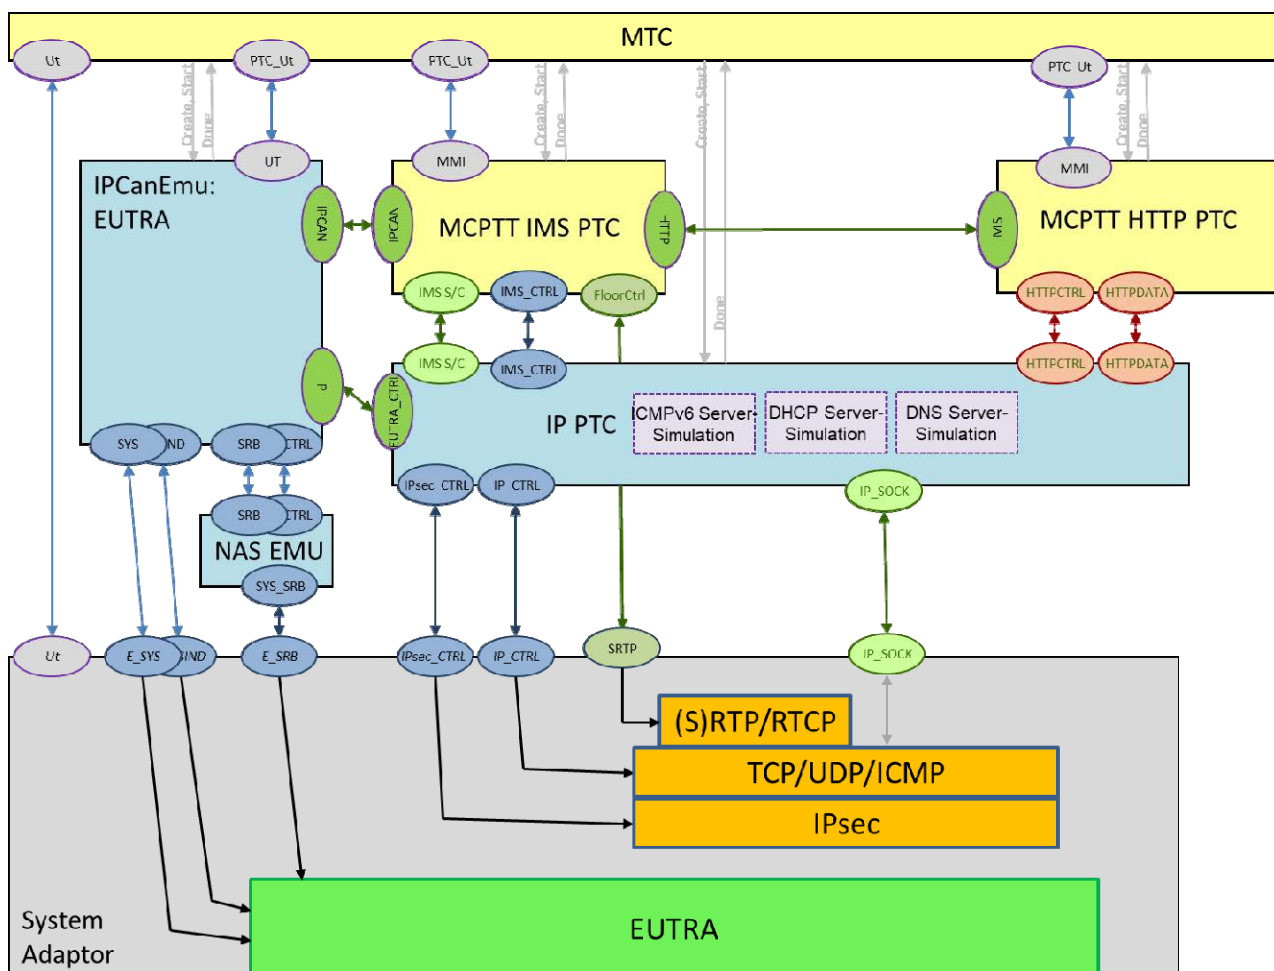 MTC
Ut
PTC_Ut
PTC_Ut
PTC Ut
Create, Start
Done
Create, Start
Done
Create, Start
Done
Create, Start
Done
UT
MMI
MMI
IPCanEmu:
EUTRA
IPCAN
IPCAN
MCPTT IMS PTC
HTTP
IMS
MCPTT HTTP PTC
IMS S/C
IMS_CTRL
FloorCtrl
HTTPCTRL
HTTPDATA
IMS S/C
IMS_CTRL
HTTPCTRL
HTTPDATA
IP
EUTRA_CTRL
IP PTC
ICMPv6 Server-
Simulation
DHCP Server-
Simulation
DNS Server-
Simulation
SYS
IND
SRB
CTRL
IPsec_CTRL
IP_CTRL
IP_SOCK
SRB
CTRL
NAS EMU
SYS_SRB
Ut
E_SYS
IND
E_SRB
IPsec_CTRL
IP_CTRL
SRTP
IP_SOCK
(S)RTP/RTCP
TCP/UDP/ICMP
IPsec
EUTRA
System
Adaptor